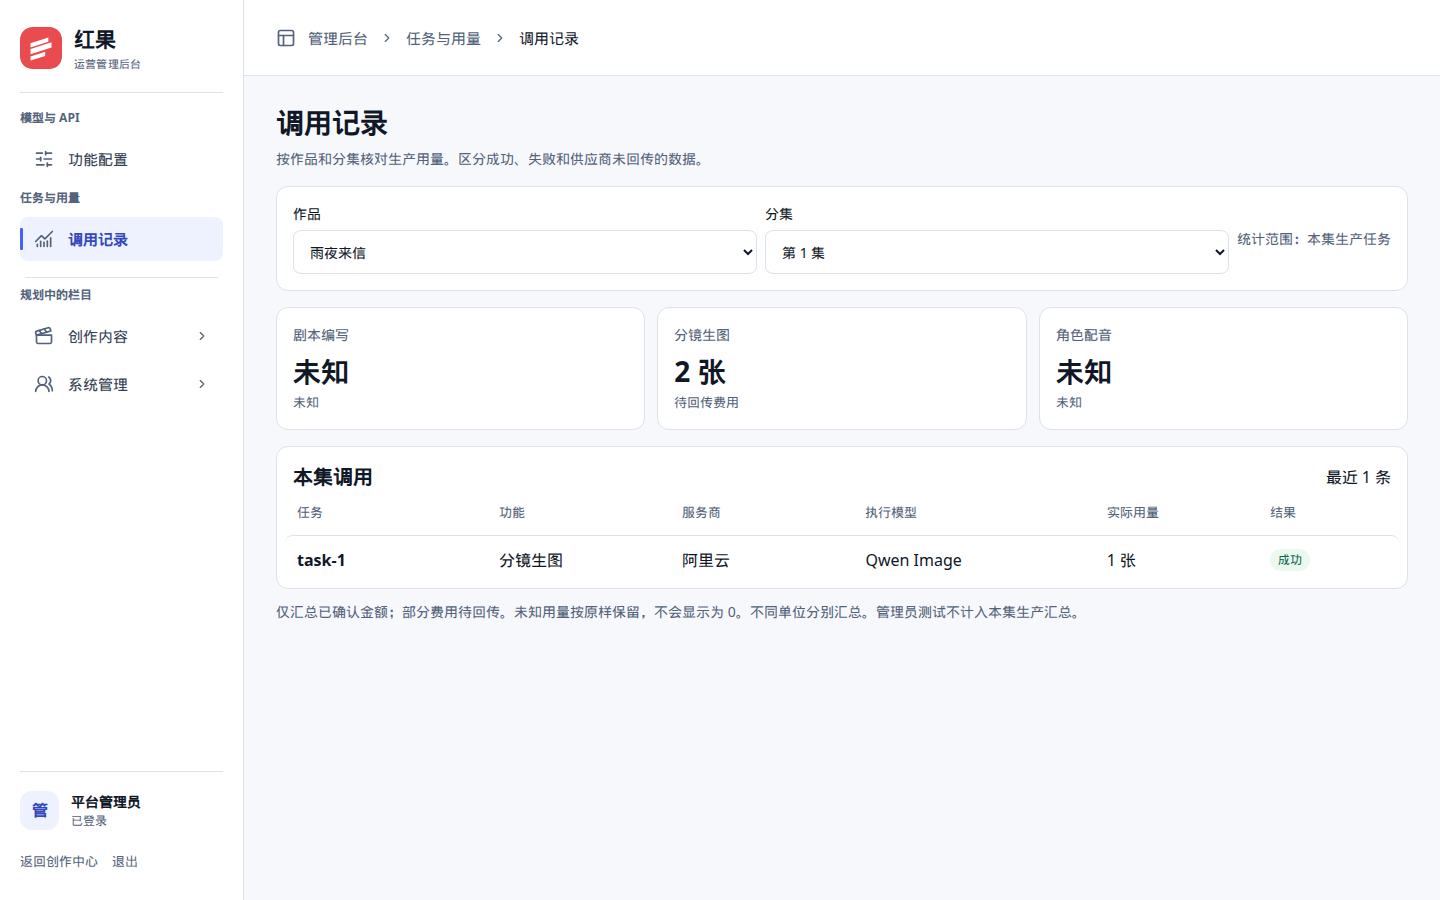 红果
运营管理后台
模型与 API
功能配置
任务与用量
调用记录
规划中的栏目
创作内容
系统管理
管
平台管理员
已登录
返回创作中心 退出
管理后台 任务与用量 调用记录
调用记录
按作品和分集核对生产用量。区分成功、失败和供应商未回传的数据。
作品 分集
雨夜来信 第 1 集 统计范围：本集生产任务
剧本编写
未知
未知
分镜生图
2 张
待回传费用
角色配音
未知
未知
本集调用 最近 1 条
任务 功能 服务商 执行模型 实际用量 结果
task-1 分镜生图 阿里云 Qwen Image 1 张 成功
仅汇总已确认金额；部分费用待回传。未知用量按原样保留，不会显示为 0。不同单位分别汇总。管理员测试不计入本集生产汇总。